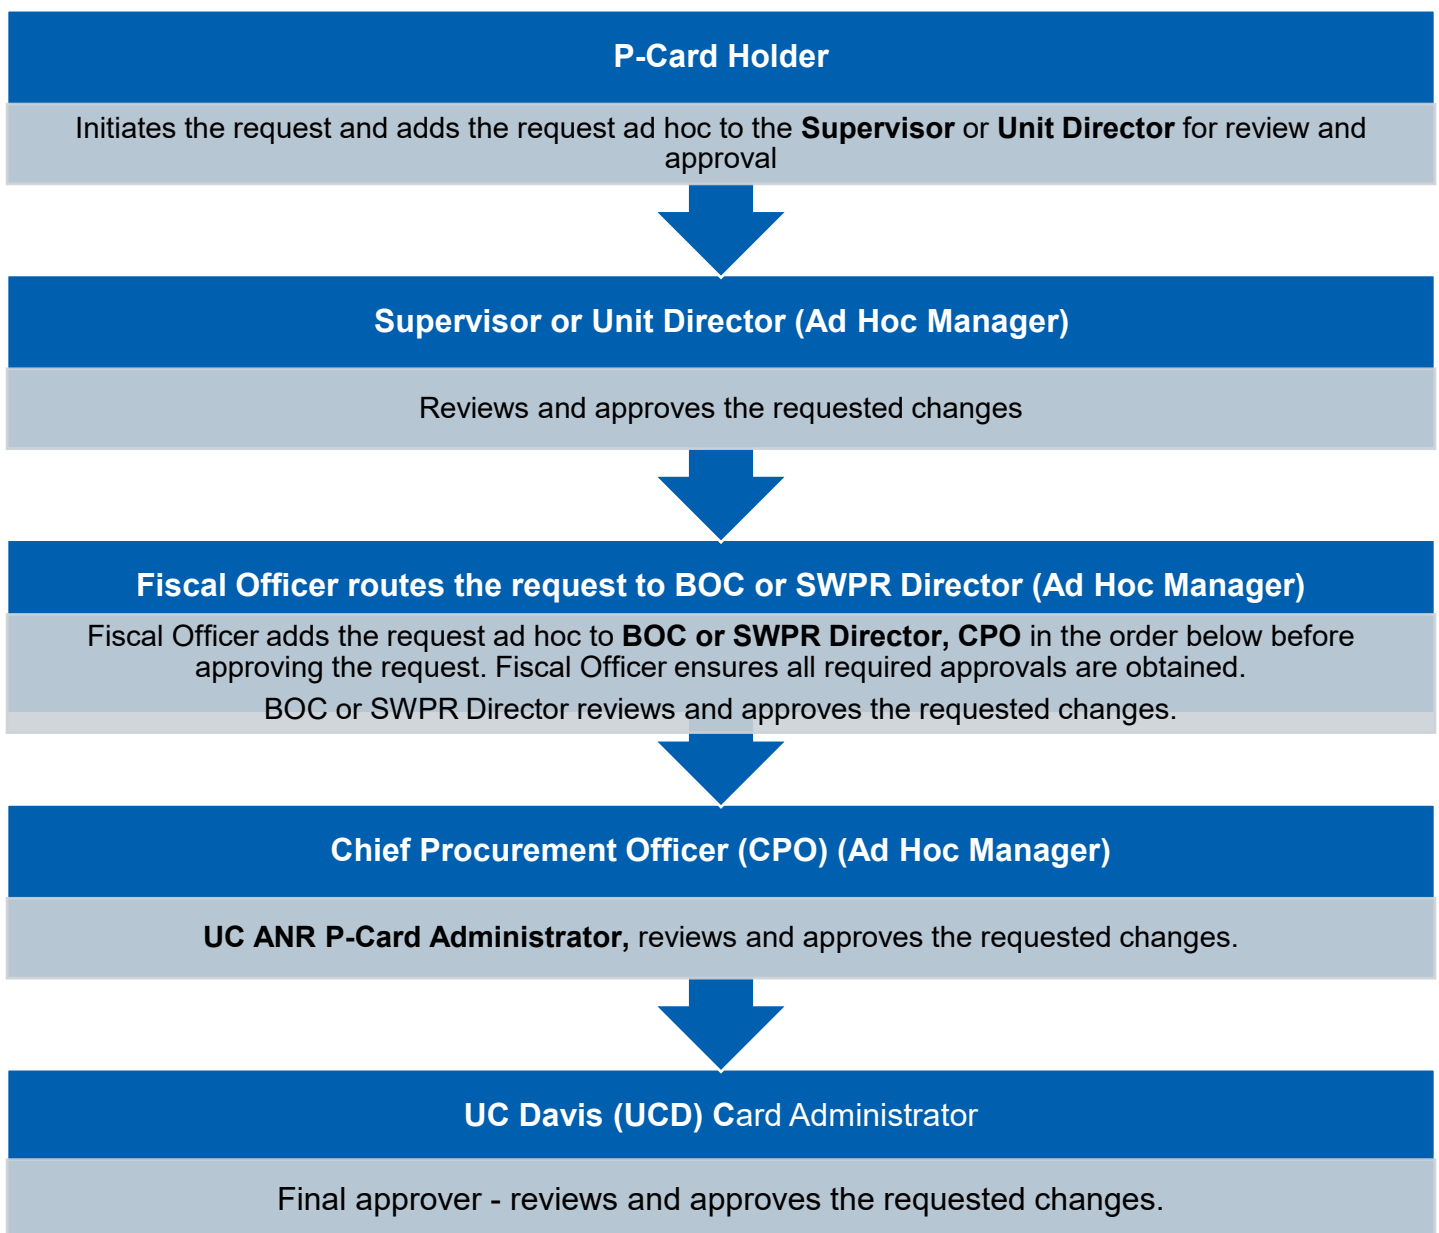 P-Card Holder
Initiates the request and adds the request ad hoc to the Supervisor or Unit Director for review and
approval
Supervisor or Unit Director (Ad Hoc Manager)
Reviews and approves the requested changes
Fiscal Officer routes the request to BOC or SWPR Director (Ad Hoc Manager)
Fiscal Officer adds the request ad hoc to BOC or SWPR Director, CPO in the order below before
approving the request. Fiscal Officer ensures all required approvals are obtained.
BOC or SWPR Director reviews and approves the requested changes.
Chief Procurement Officer (CPO) (Ad Hoc Manager)
UC ANR P-Card Administrator, reviews and approves the requested changes.
UC Davis (UCD) Card Administrator
Final approver - reviews and approves the requested changes.